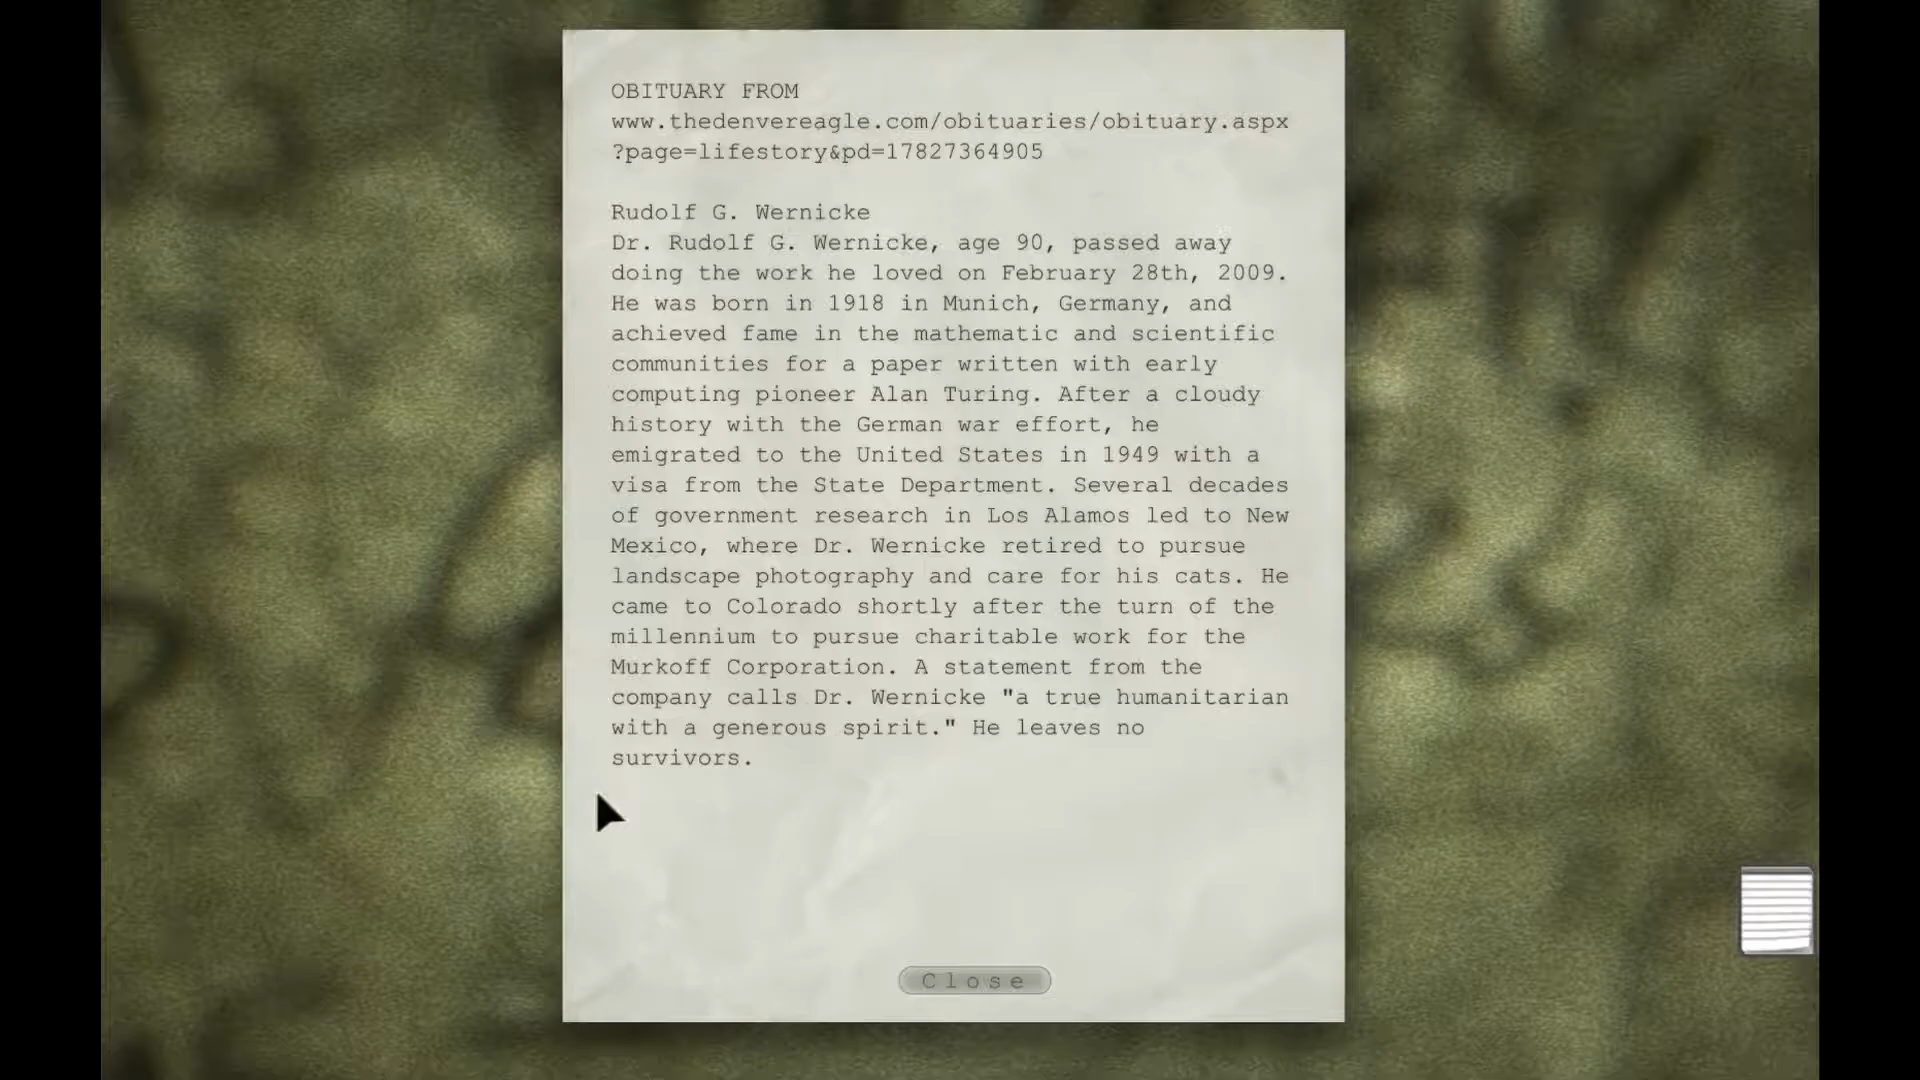 OBITUARY FROM
www.thedenvereagle.com/obituaries/obituary.aspx
?page=lifestory&pd=17827364905
Rudolf G. Wernicke
Dr. Rudolf G. Wernicke, age 90, passed away
doing the work he loved on February 28th, 2009.
He was born in 1918 in Munich, Germany, and
achieved fame in the mathematic and scientific
communities for a paper written with early
computing pioneer Alan Turing. After a cloudy
history with the German war effort, he
emigrated to the United States in 1949 with a
visa from the State Department. Several decades
of government research in Los Alamos led to New
Mexico, where Dr. Wernicke retired to pursue
landscape photography and care for his cats. He
came to Colorado shortly after the turn of the
millennium to pursue charitable work for the
Murkoff Corporation. A statement from the
company calls Dr. Wernicke "a true humanitarian
with a generous spirit." He leaves no
survivors.
Close